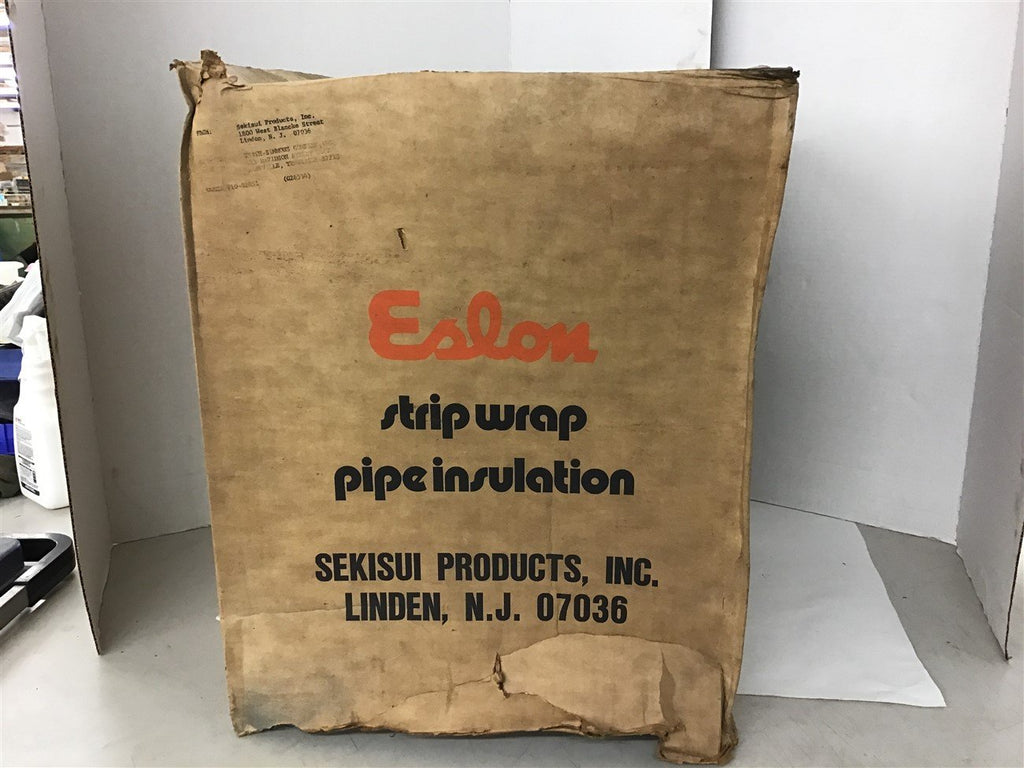 FROM: Sekisui Products, Inc.
1800 West Blancke Street
Linden, N. J. 07036
Eslon
strip wrap
pipe insulation
SEKISUI PRODUCTS, INC.
LINDEN, N.J. 07036